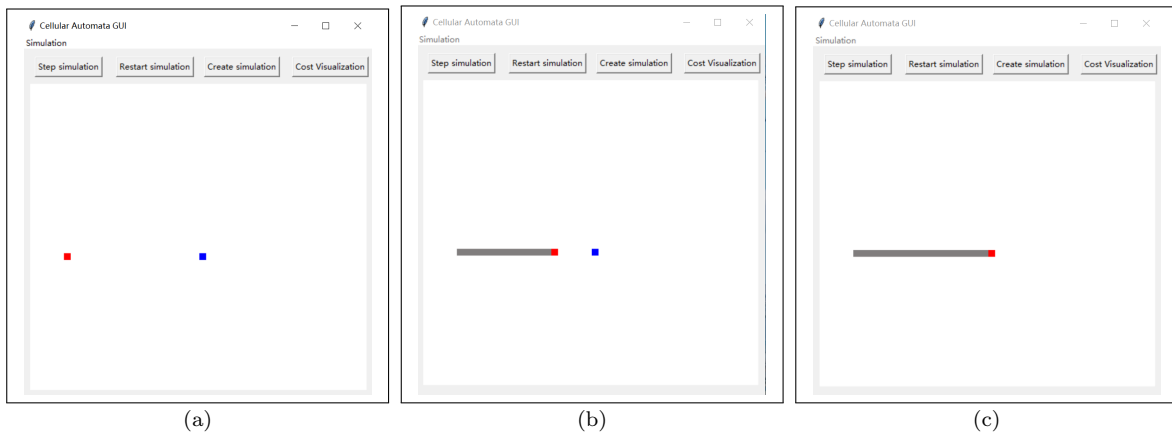 Cellular Automata GUI
Simulation
Step simulation Restart simulation Create simulation Cost Visualization
(a)
Cellular Automata GUI
Simulation
Step simulation Restart simulation Create simulation Cost Visualization
(b)
Cellular Automata GUI
Simulation
Step simulation Restart simulation Create simulation Cost Visualization
(c)